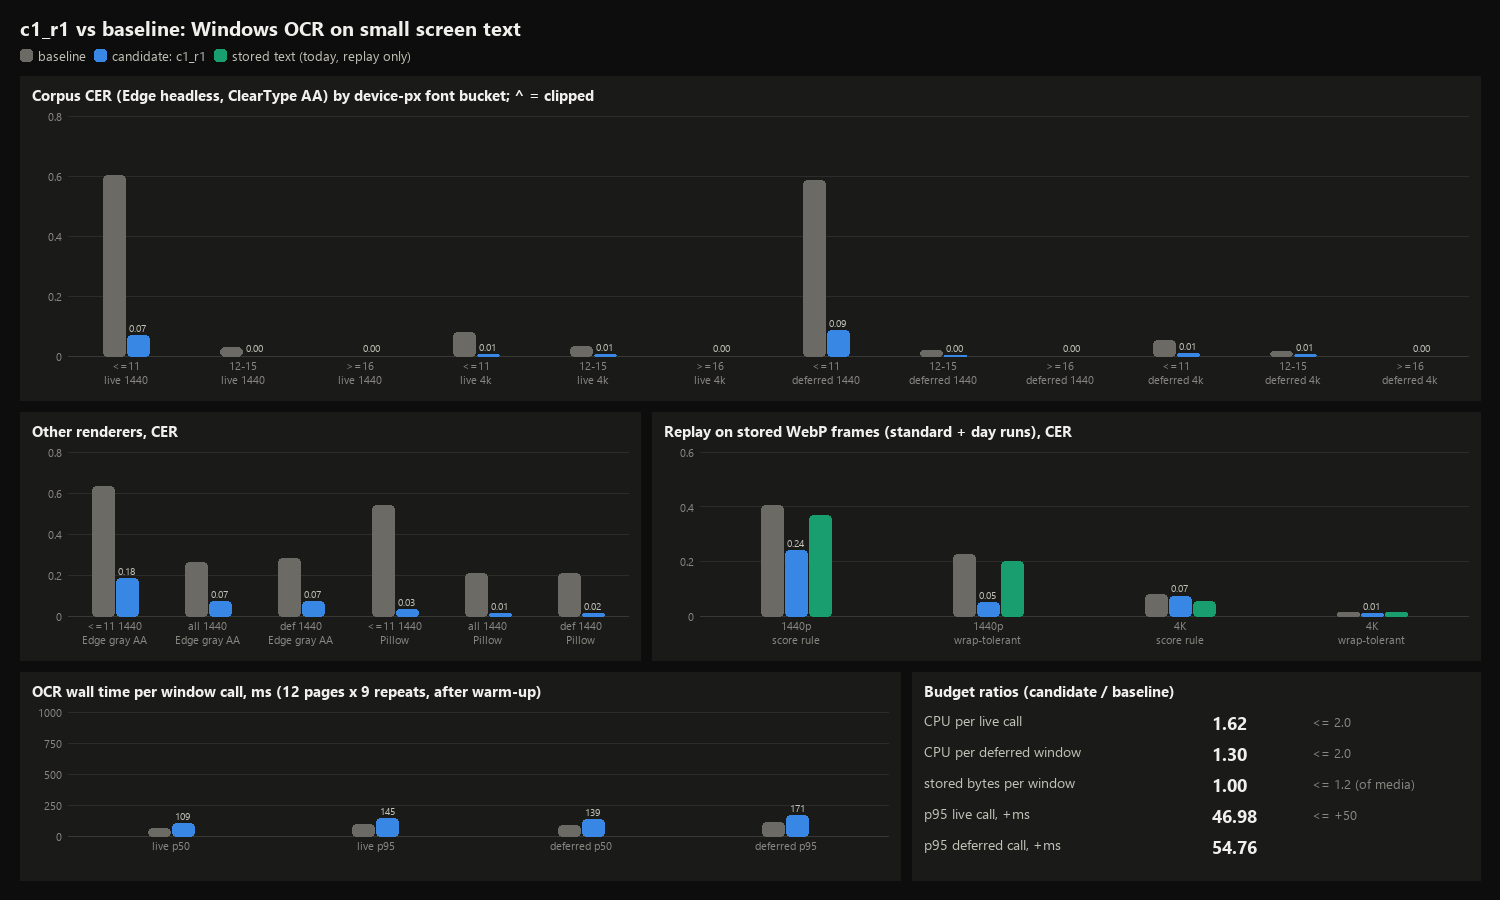 c1_r1 vs baseline: Windows OCR on small screen text
baseline candidate: c1_r1 stored text (today, replay only)
Corpus CER (Edge headless, ClearType AA) by device-px font bucket; ^ = clipped
0.8
0.6
0.4
0.2
0
0.07 0.00 0.00 0.01 0.01 0.00 0.09 0.00 0.00 0.01 0.01 0.00
<=11 12-15 >=16 <=11 12-15 >=16 <=11 12-15 >=16 <=11 12-15 >=16
live 1440 live 1440 live 1440 live 4k live 4k live 4k deferred 1440 deferred 1440 deferred 1440 deferred 4k deferred 4k deferred 4k
Other renderers, CER
0.8
0.6
0.4
0.2
0
0.18 0.07 0.07 0.03 0.01 0.02
<=11 1440 all 1440 def 1440 <=11 1440 all 1440 def 1440
Edge gray AA Edge gray AA Edge gray AA Pillow Pillow Pillow
Replay on stored WebP frames (standard + day runs), CER
0.6
0.4
0.2
0
0.24 0.05 0.07 0.01
1440p 1440p 4K 4K
score rule wrap-tolerant score rule wrap-tolerant
OCR wall time per window call, ms (12 pages x 9 repeats, after warm-up)
1000
750
500
250
0
109 145 139 171
live p50 live p95 deferred p50 deferred p95
Budget ratios (candidate / baseline)
CPU per live call 1.62 <= 2.0
CPU per deferred window 1.30 <= 2.0
stored bytes per window 1.00 <= 1.2 (of media)
p95 live call, +ms 46.98 <= +50
p95 deferred call, +ms 54.76